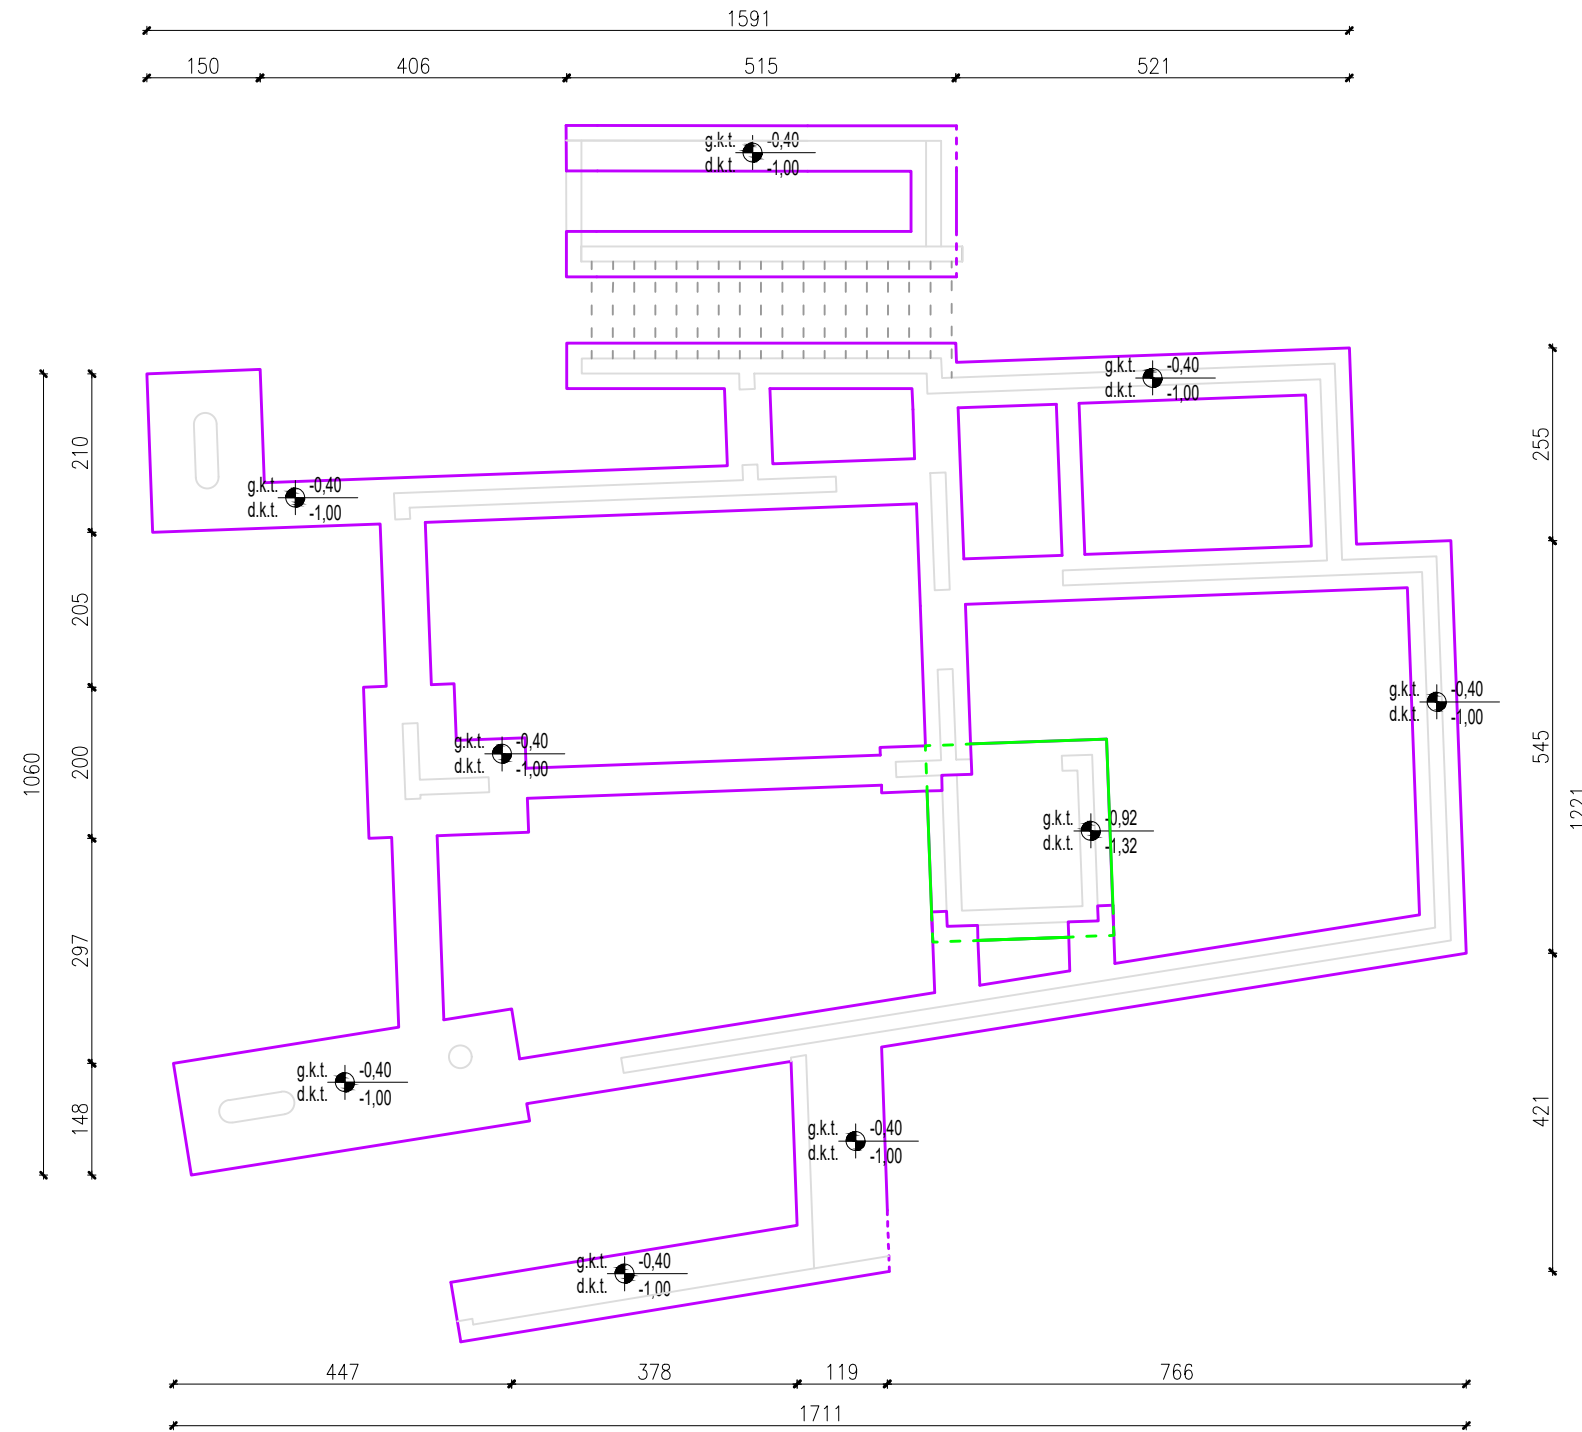 1591
150 406 515 521
g.k.t. -0,40
d.k.t. -1,00
g.k.t. -0,40
d.k.t. -1,00
210
255
g.k.t. -0,40
d.k.t. -1,00
205
g.k.t. -0,40
d.k.t. -1,00
g.k.t. -0,40
d.k.t. -1,00
1060
200
545
1221
g.k.t. -0,92
d.k.t. -1,32
297
g.k.t. -0,40
d.k.t. -1,00
148
421
g.k.t. -0,40
d.k.t. -1,00
g.k.t. -0,40
d.k.t. -1,00
447 378 119 766
1711